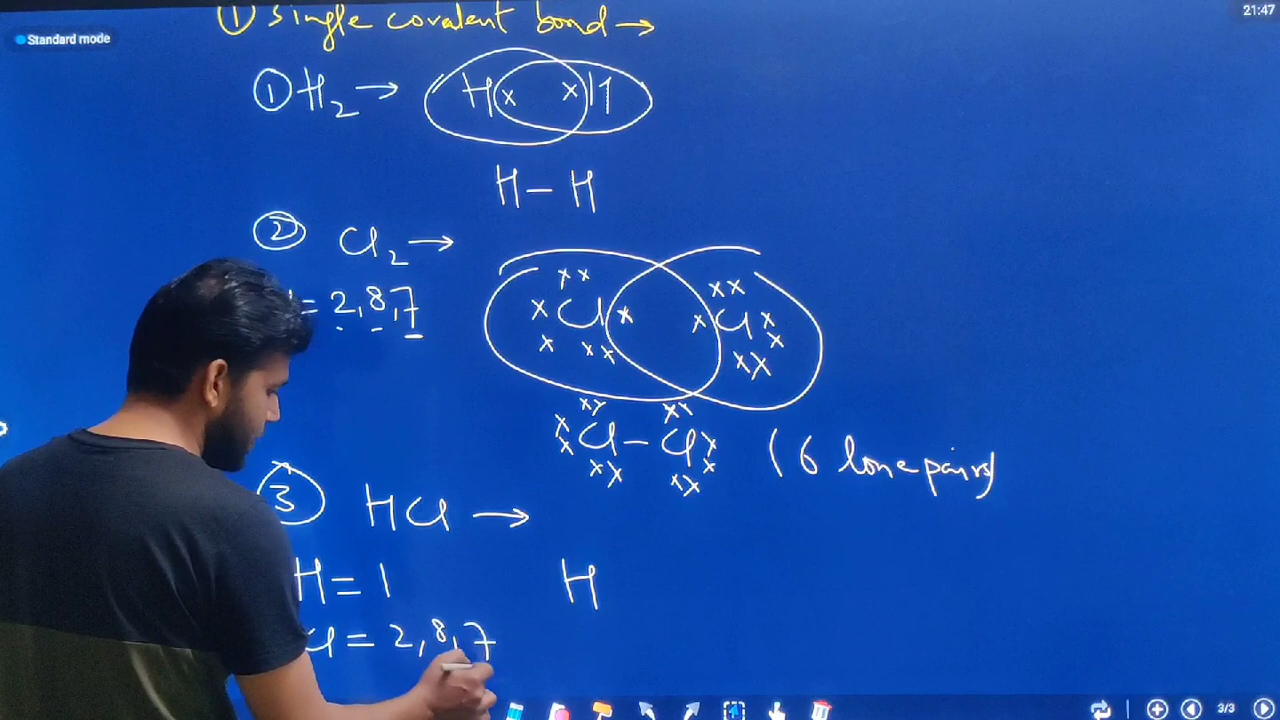 21:47
Standard mode
① single covalent bond →
① H₂ → H x x H
H – H
② Cl₂ →
= 2,8,7
xx xx
x Cl x x Cl x
x xx xx x
xx xx
x x Cl – Cl x x (6 lone pairs)
xx xx
③ HCl →
H = 1 H
Cl = 2,8,7
3/3